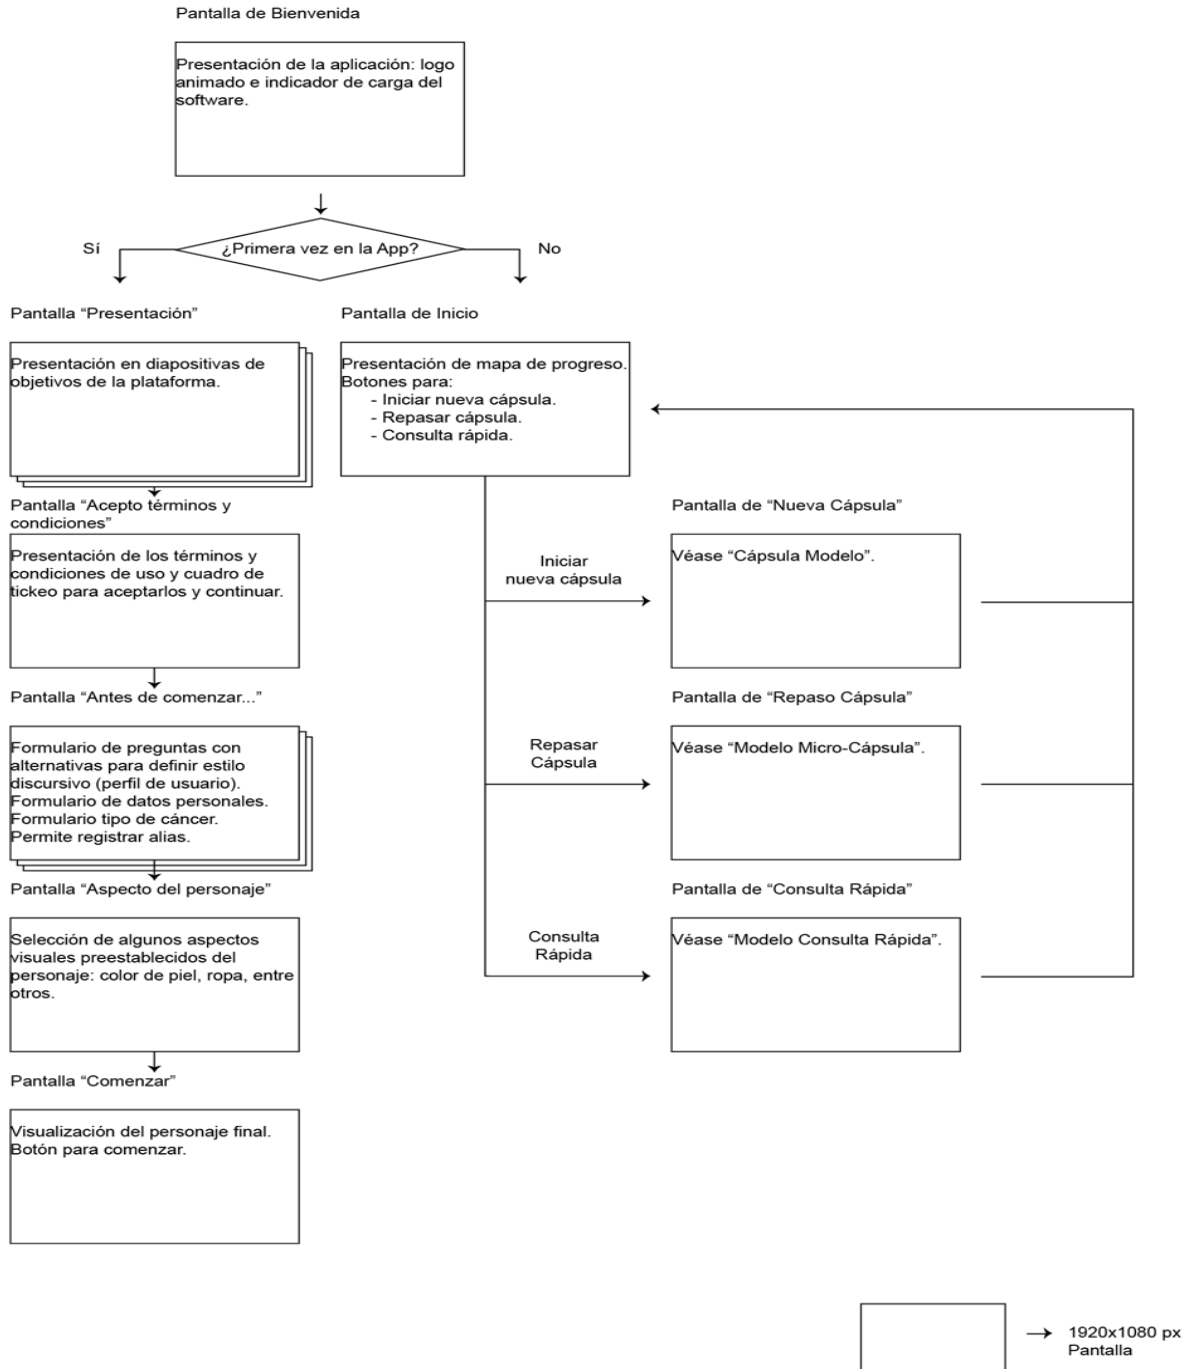 Pantalla de Bienvenida
Presentación de la aplicación: logo
animado e indicador de carga del
software.
¿Primera vez en la App?
Sí
No
Pantalla “Presentación”
Presentación en diapositivas de
objetivos de la plataforma.
Pantalla “Acepto términos y
condiciones”
Presentación de los términos y
condiciones de uso y cuadro de
tickeo para aceptarlos y continuar.
Pantalla “Antes de comenzar...”
Formulario de preguntas con
alternativas para definir estilo
discursivo (perfil de usuario).
Formulario de datos personales.
Formulario tipo de cáncer.
Permite registrar alias.
Pantalla “Aspecto del personaje”
Selección de algunos aspectos
visuales preestablecidos del
personaje: color de piel, ropa, entre
otros.
Pantalla “Comenzar”
Visualización del personaje final.
Botón para comenzar.
Pantalla de Inicio
Presentación de mapa de progreso.
Botones para:
- Iniciar nueva cápsula.
- Repasar cápsula.
- Consulta rápida.
Iniciar
nueva cápsula
Pantalla de “Nueva Cápsula”
Véase “Cápsula Modelo”.
Repasar
Cápsula
Pantalla de “Repaso Cápsula”
Véase “Modelo Micro-Cápsula”.
Consulta
Rápida
Pantalla de “Consulta Rápida”
Véase “Modelo Consulta Rápida”.
1920x1080 px
Pantalla